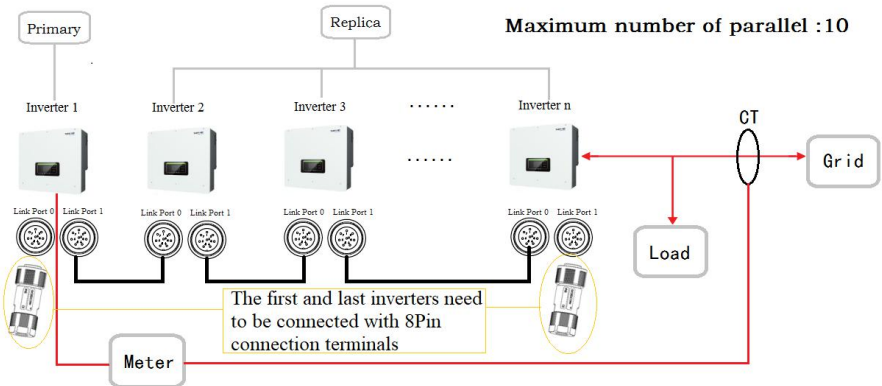 Primary
Replica
Maximum number of parallel :10
Inverter 1
Inverter 2
Inverter 3
......
Inverter n
CT
......
Grid
Link Port 0
Link Port 1
Link Port 0
Link Port 1
Link Port 0
Link Port 1
Link Port 0
Link Port 1
Load
The first and last inverters need
to be connected with 8Pin
connection terminals
Meter